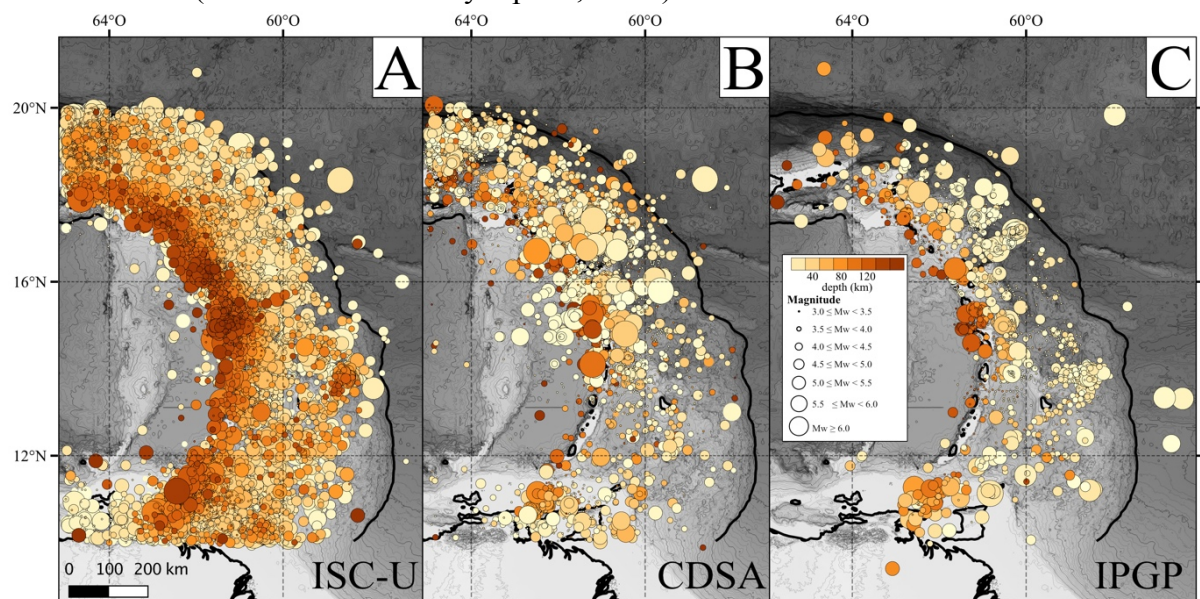 64°O 60°O 64°O 60°O 64°O 60°O
A B C
20°N
16°N
12°N
40 80 120
depth (km)
Magnitude
3.0 ≤ Mw < 3.5
3.5 ≤ Mw < 4.0
4.0 ≤ Mw < 4.5
4.5 ≤ Mw < 5.0
5.0 ≤ Mw < 5.5
5.5 ≤ Mw < 6.0
Mw ≥ 6.0
0 100 200 km
ISC-U CDSA IPGP